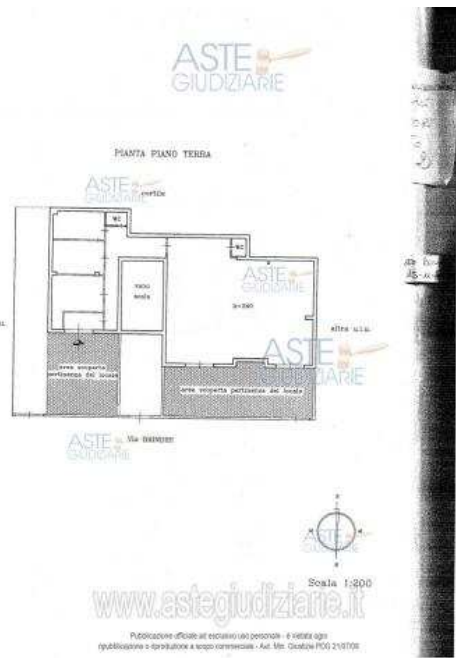 ASTE
GIUDIZIARIE
PIANTA PIANO TERRA
ASTE
GIUDIZIARIE
cortile
WC
WC
vano
scala
ASTE
GIUDIZIARIE
h=360
altra u.i.u.
ASTE
GIUDIZIARIE
area scoperta
pertinenza del locale
area scoperta pertinenza del locale
ASTE
GIUDIZIARIE
Via
ASTE
GIUDIZIARIE
Scala 1:200
www.astegiudiziarie.it
Pubblicazione ufficiale ad esclusivo uso personale - è vietata ogni
ripubblicazione o riproduzione a scopo commerciale - Aut. Min. Giustizia PDG 21/07/09